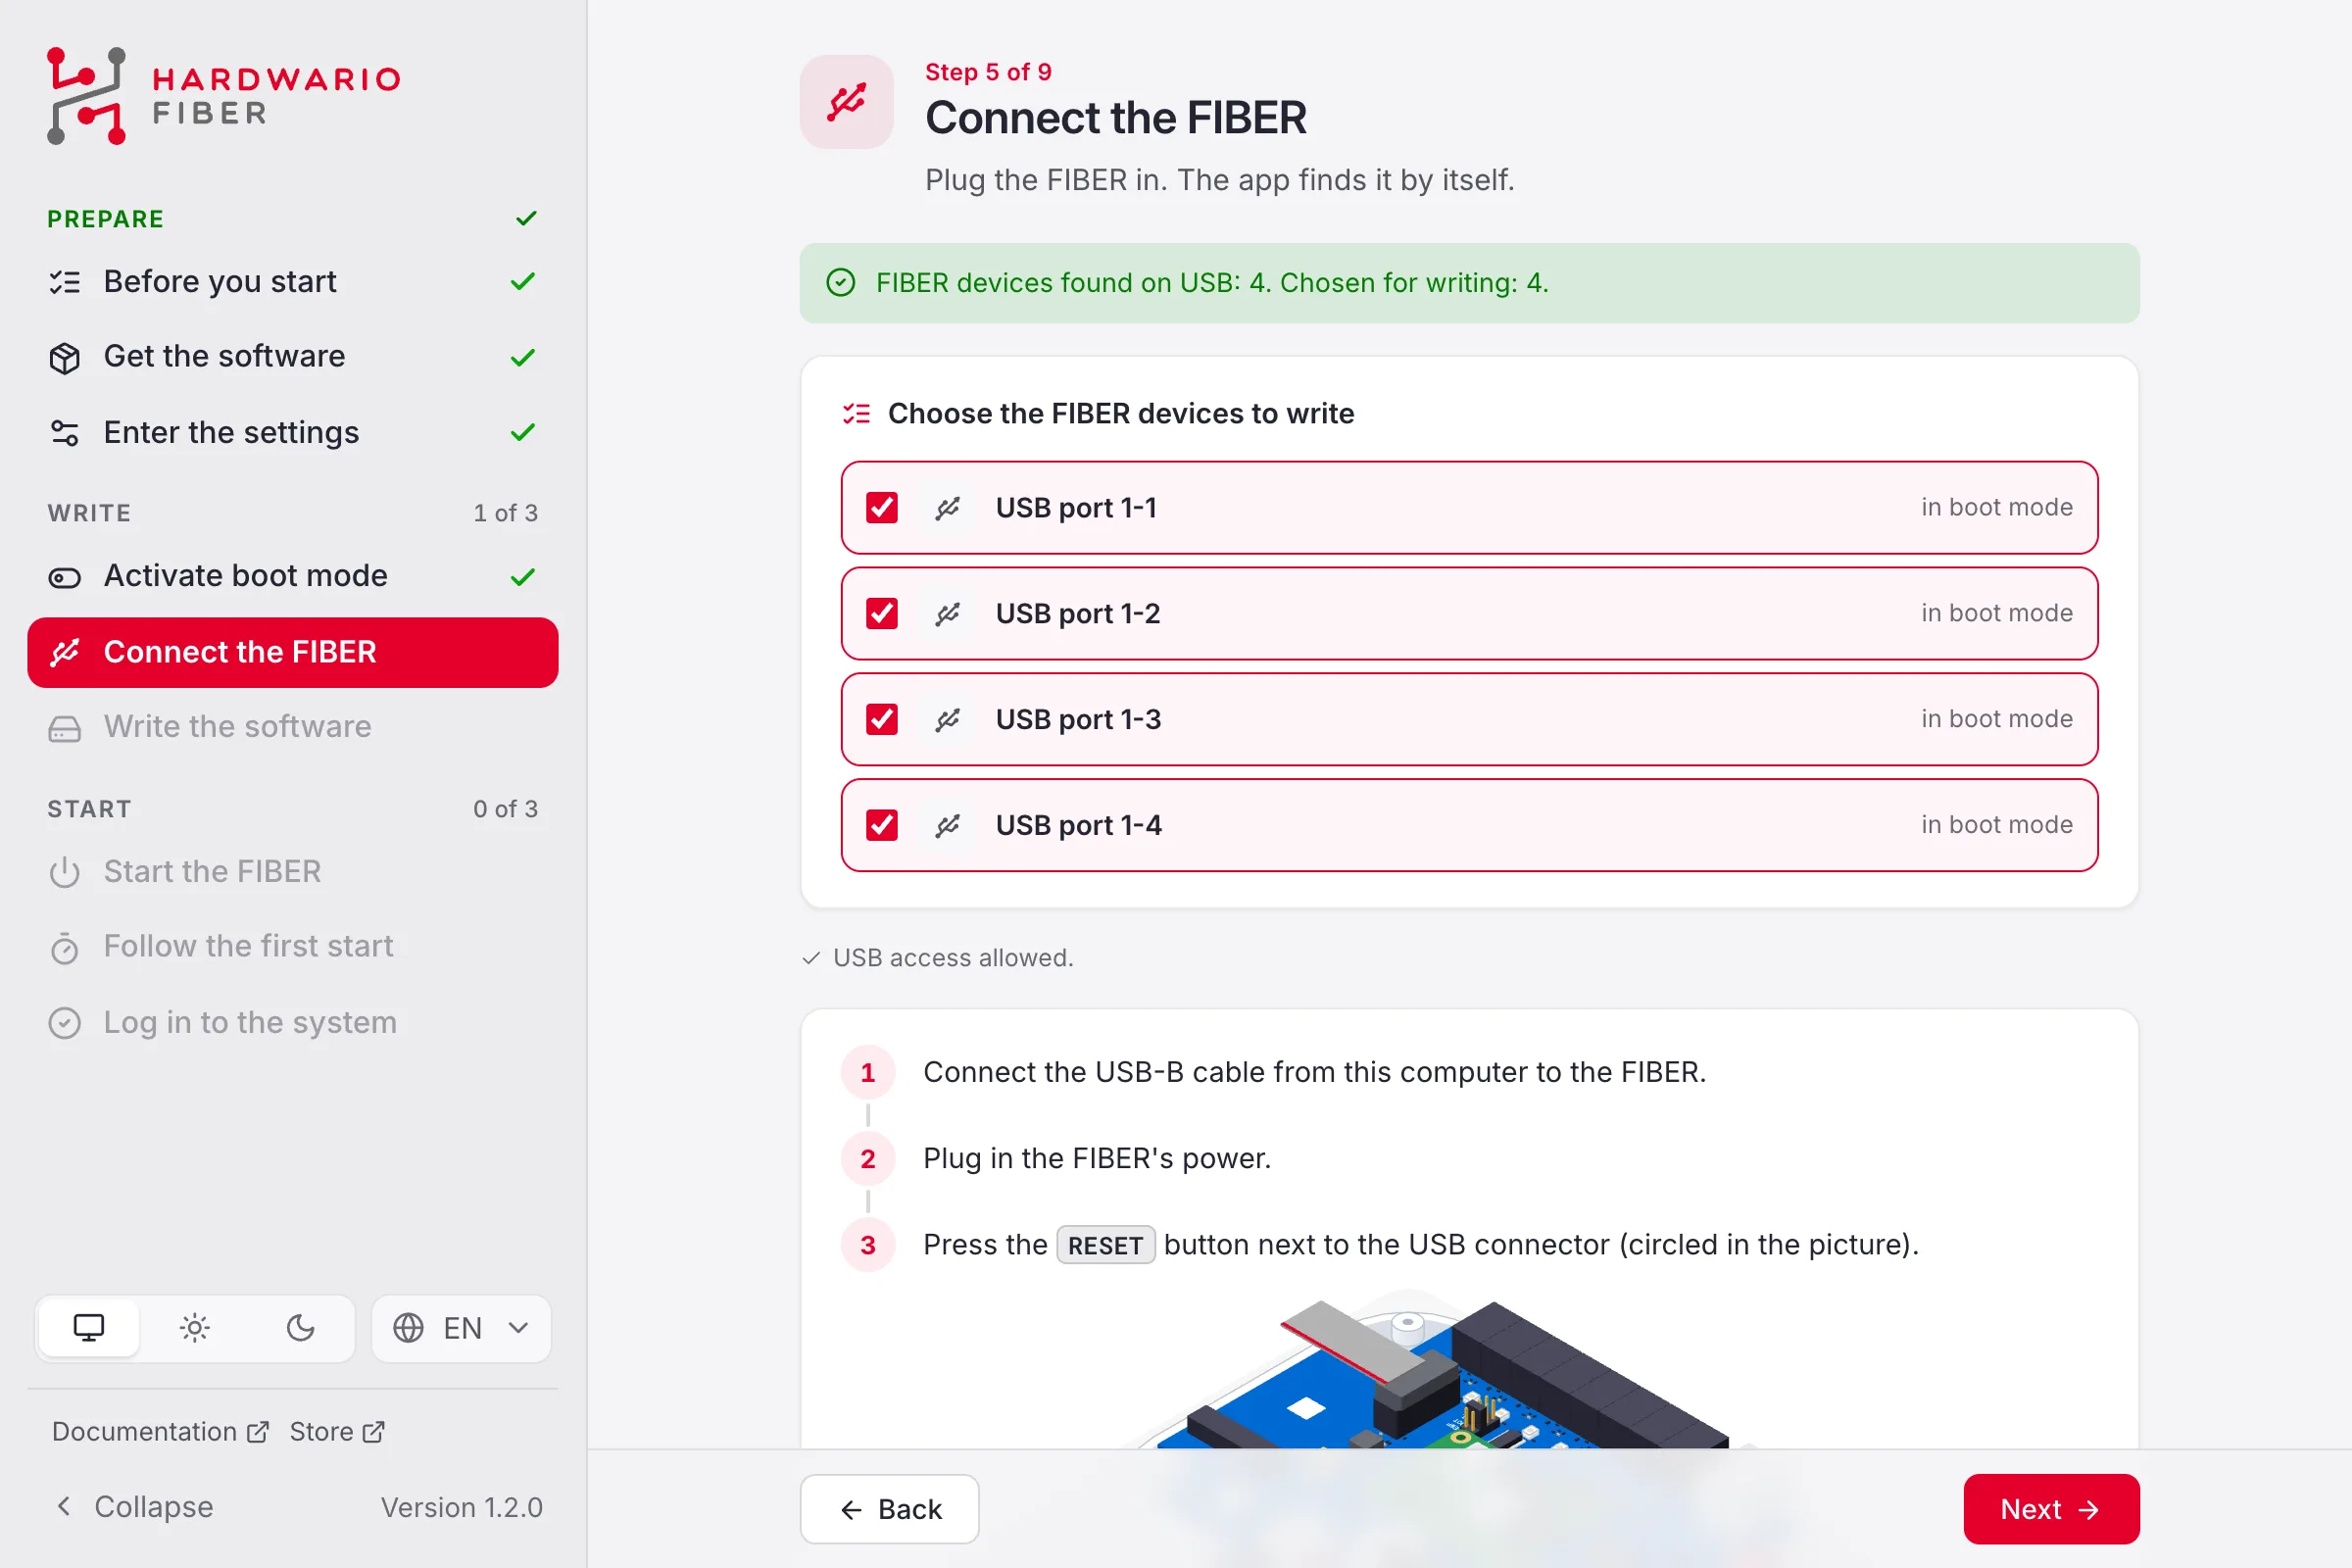 HARDWARIO
FIBER
PREPARE
Before you start
Get the software
Enter the settings
WRITE 1 of 3
Activate boot mode
Connect the FIBER
Write the software
START 0 of 3
Start the FIBER
Follow the first start
Log in to the system
EN
Documentation Store
Collapse Version 1.2.0
Step 5 of 9
Connect the FIBER
Plug the FIBER in. The app finds it by itself.
FIBER devices found on USB: 4. Chosen for writing: 4.
Choose the FIBER devices to write
USB port 1-1 in boot mode
USB port 1-2 in boot mode
USB port 1-3 in boot mode
USB port 1-4 in boot mode
USB access allowed.
1 Connect the USB-B cable from this computer to the FIBER.
2 Plug in the FIBER's power.
3 Press the RESET button next to the USB connector (circled in the picture).
Back
Next